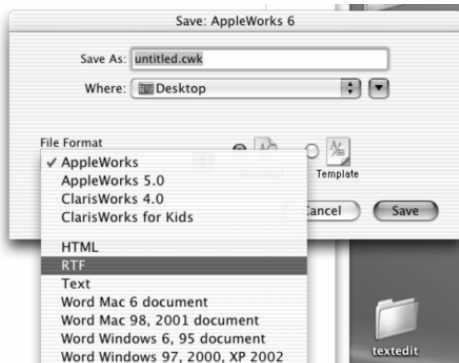 Save: AppleWorks 6
Save As: untitled.cwk
Where: Desktop
File Format
✓ AppleWorks
AppleWorks 5.0
ClarisWorks 4.0
ClarisWorks for Kids
HTML
RTF
Text
Word Mac 6 document
Word Mac 98, 2001 document
Word Windows 6, 95 document
Word Windows 97, 2000, XP 2002
Document
Template
Cancel
Save
textedit